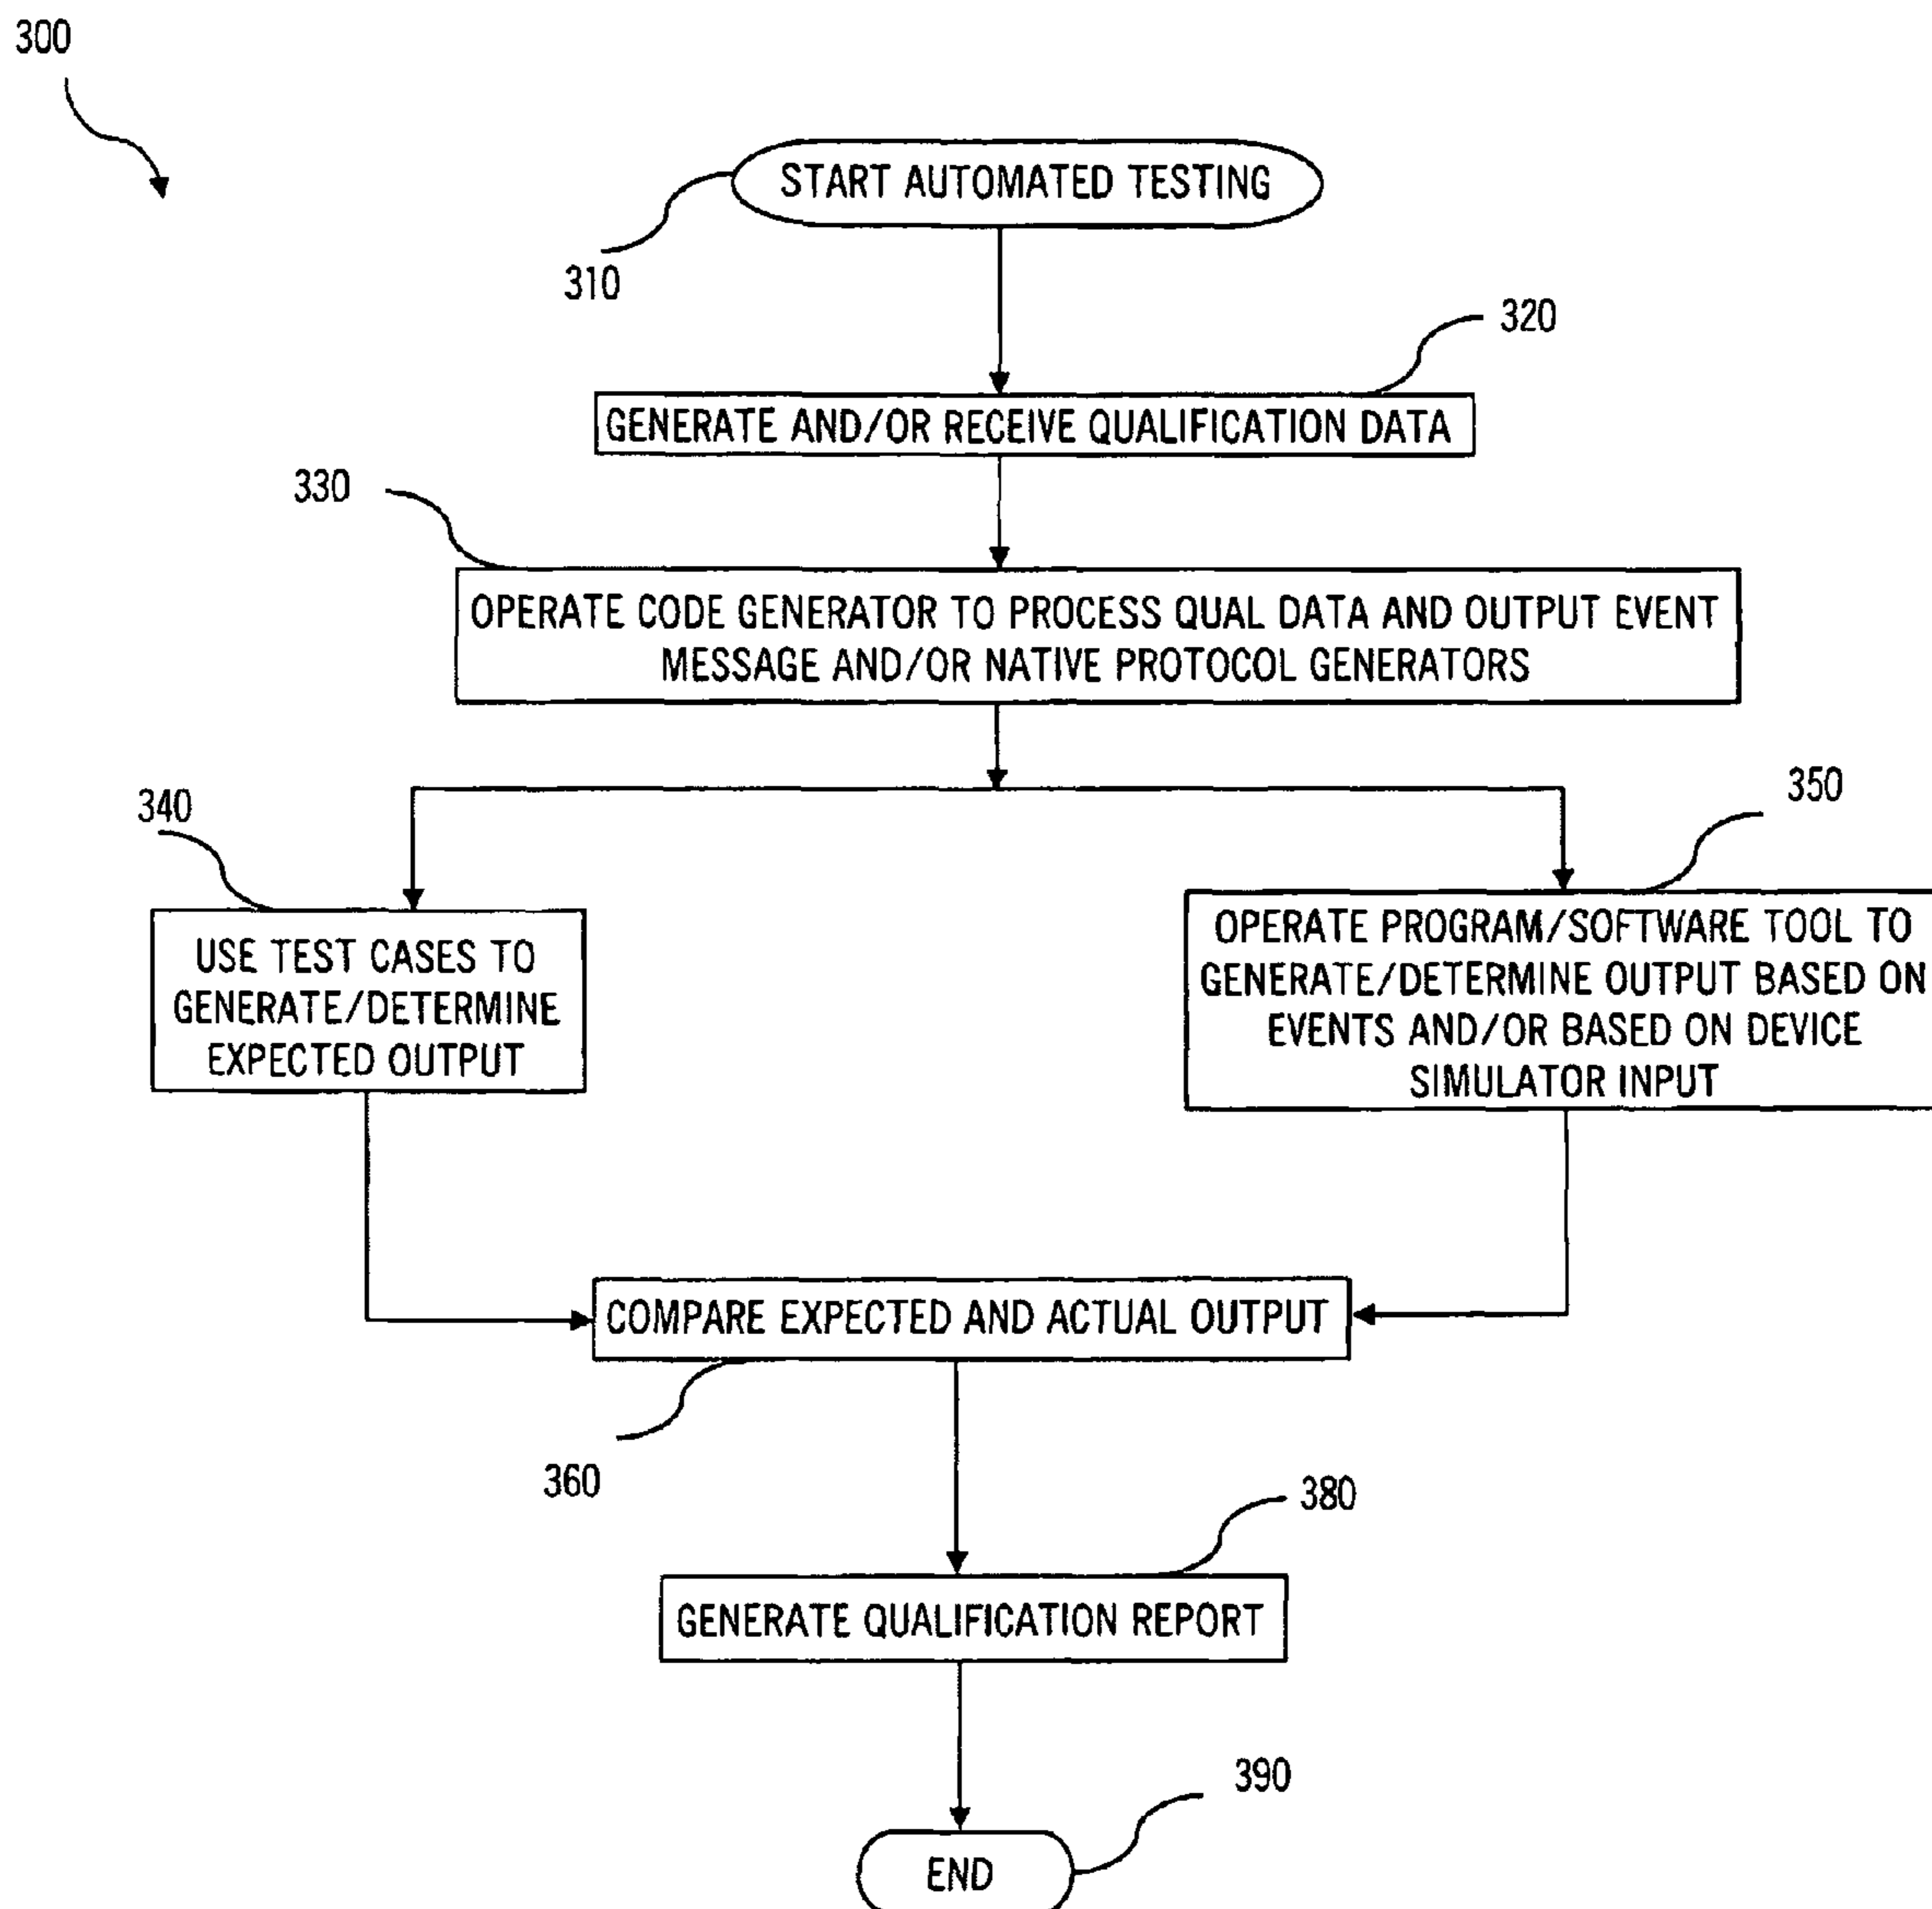 300
START AUTOMATED TESTING
310
320
GENERATE AND/OR RECEIVE QUALIFICATION DATA
330
OPERATE CODE GENERATOR TO PROCESS QUAL DATA AND OUTPUT EVENT
MESSAGE AND/OR NATIVE PROTOCOL GENERATORS
340
350
USE TEST CASES TO
GENERATE/DETERMINE
EXPECTED OUTPUT
OPERATE PROGRAM/SOFTWARE TOOL TO
GENERATE/DETERMINE OUTPUT BASED ON
EVENTS AND/OR BASED ON DEVICE
SIMULATOR INPUT
COMPARE EXPECTED AND ACTUAL OUTPUT
360
380
GENERATE QUALIFICATION REPORT
390
END